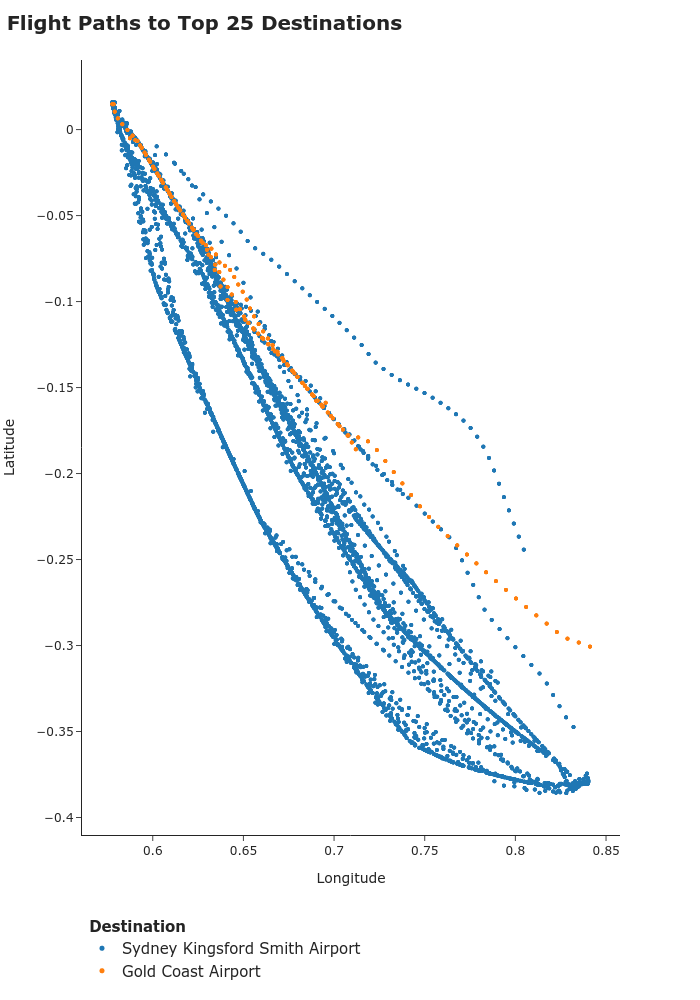 Flight Paths to Top 25 Destinations
0
−0.05
−0.1
−0.15
−0.2
−0.25
−0.3
−0.35
−0.4
Latitude
0.6 0.65 0.7 0.75 0.8 0.85
Longitude
Destination
Sydney Kingsford Smith Airport
Gold Coast Airport